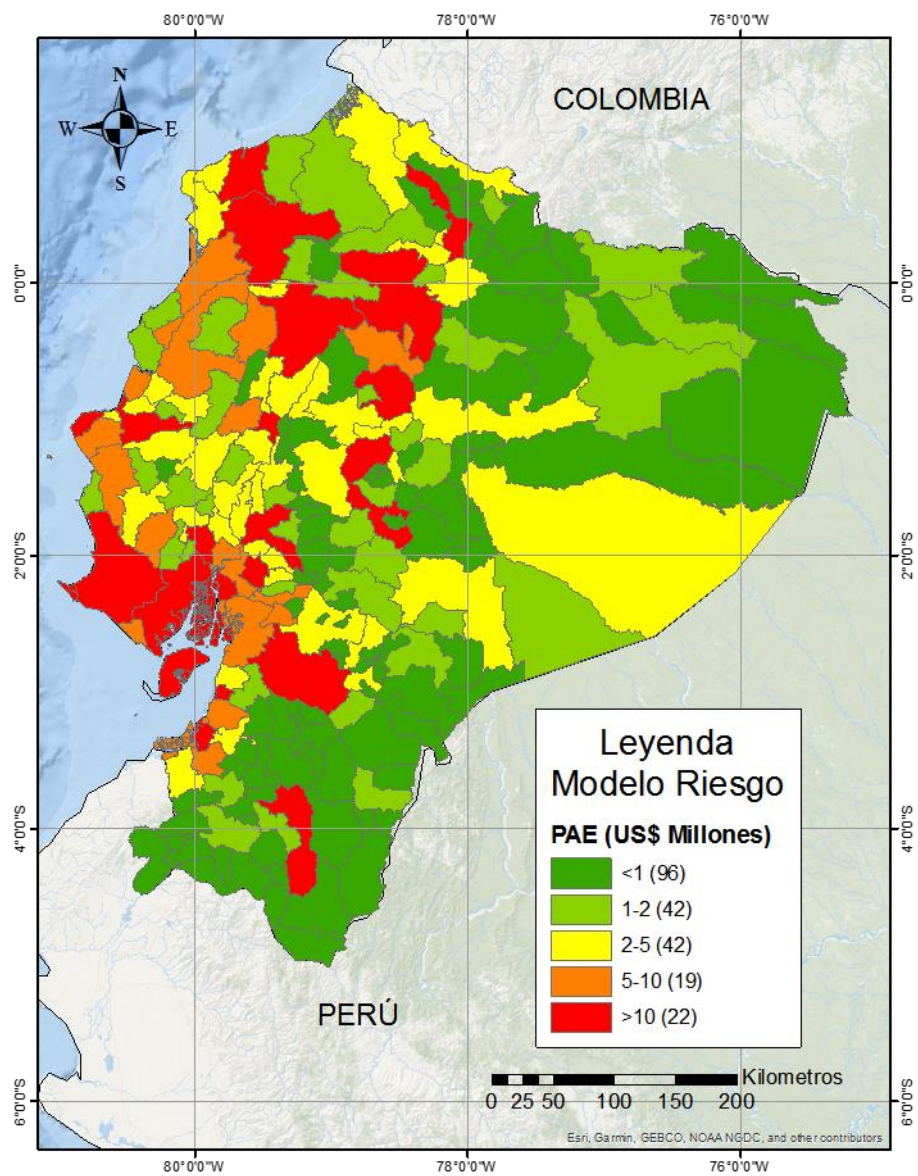 80°0'0"W 78°0'0"W 76°0'0"W
N
W E
S
COLOMBIA
0°0'0" 0°0'0"
2°0'0"S 2°0'0"S
4°0'0"S 4°0'0"S
6°0'0"S 6°0'0"S
PERÚ
Leyenda
Modelo Riesgo
PAE (US$ Millones)
<1 (96)
1-2 (42)
2-5 (42)
5-10 (19)
>10 (22)
Kilometros
0 25 50 100 150 200
Esri, Garmin, GEBCO, NOAA NGDC, and other contributors
80°0'0"W 78°0'0"W 76°0'0"W